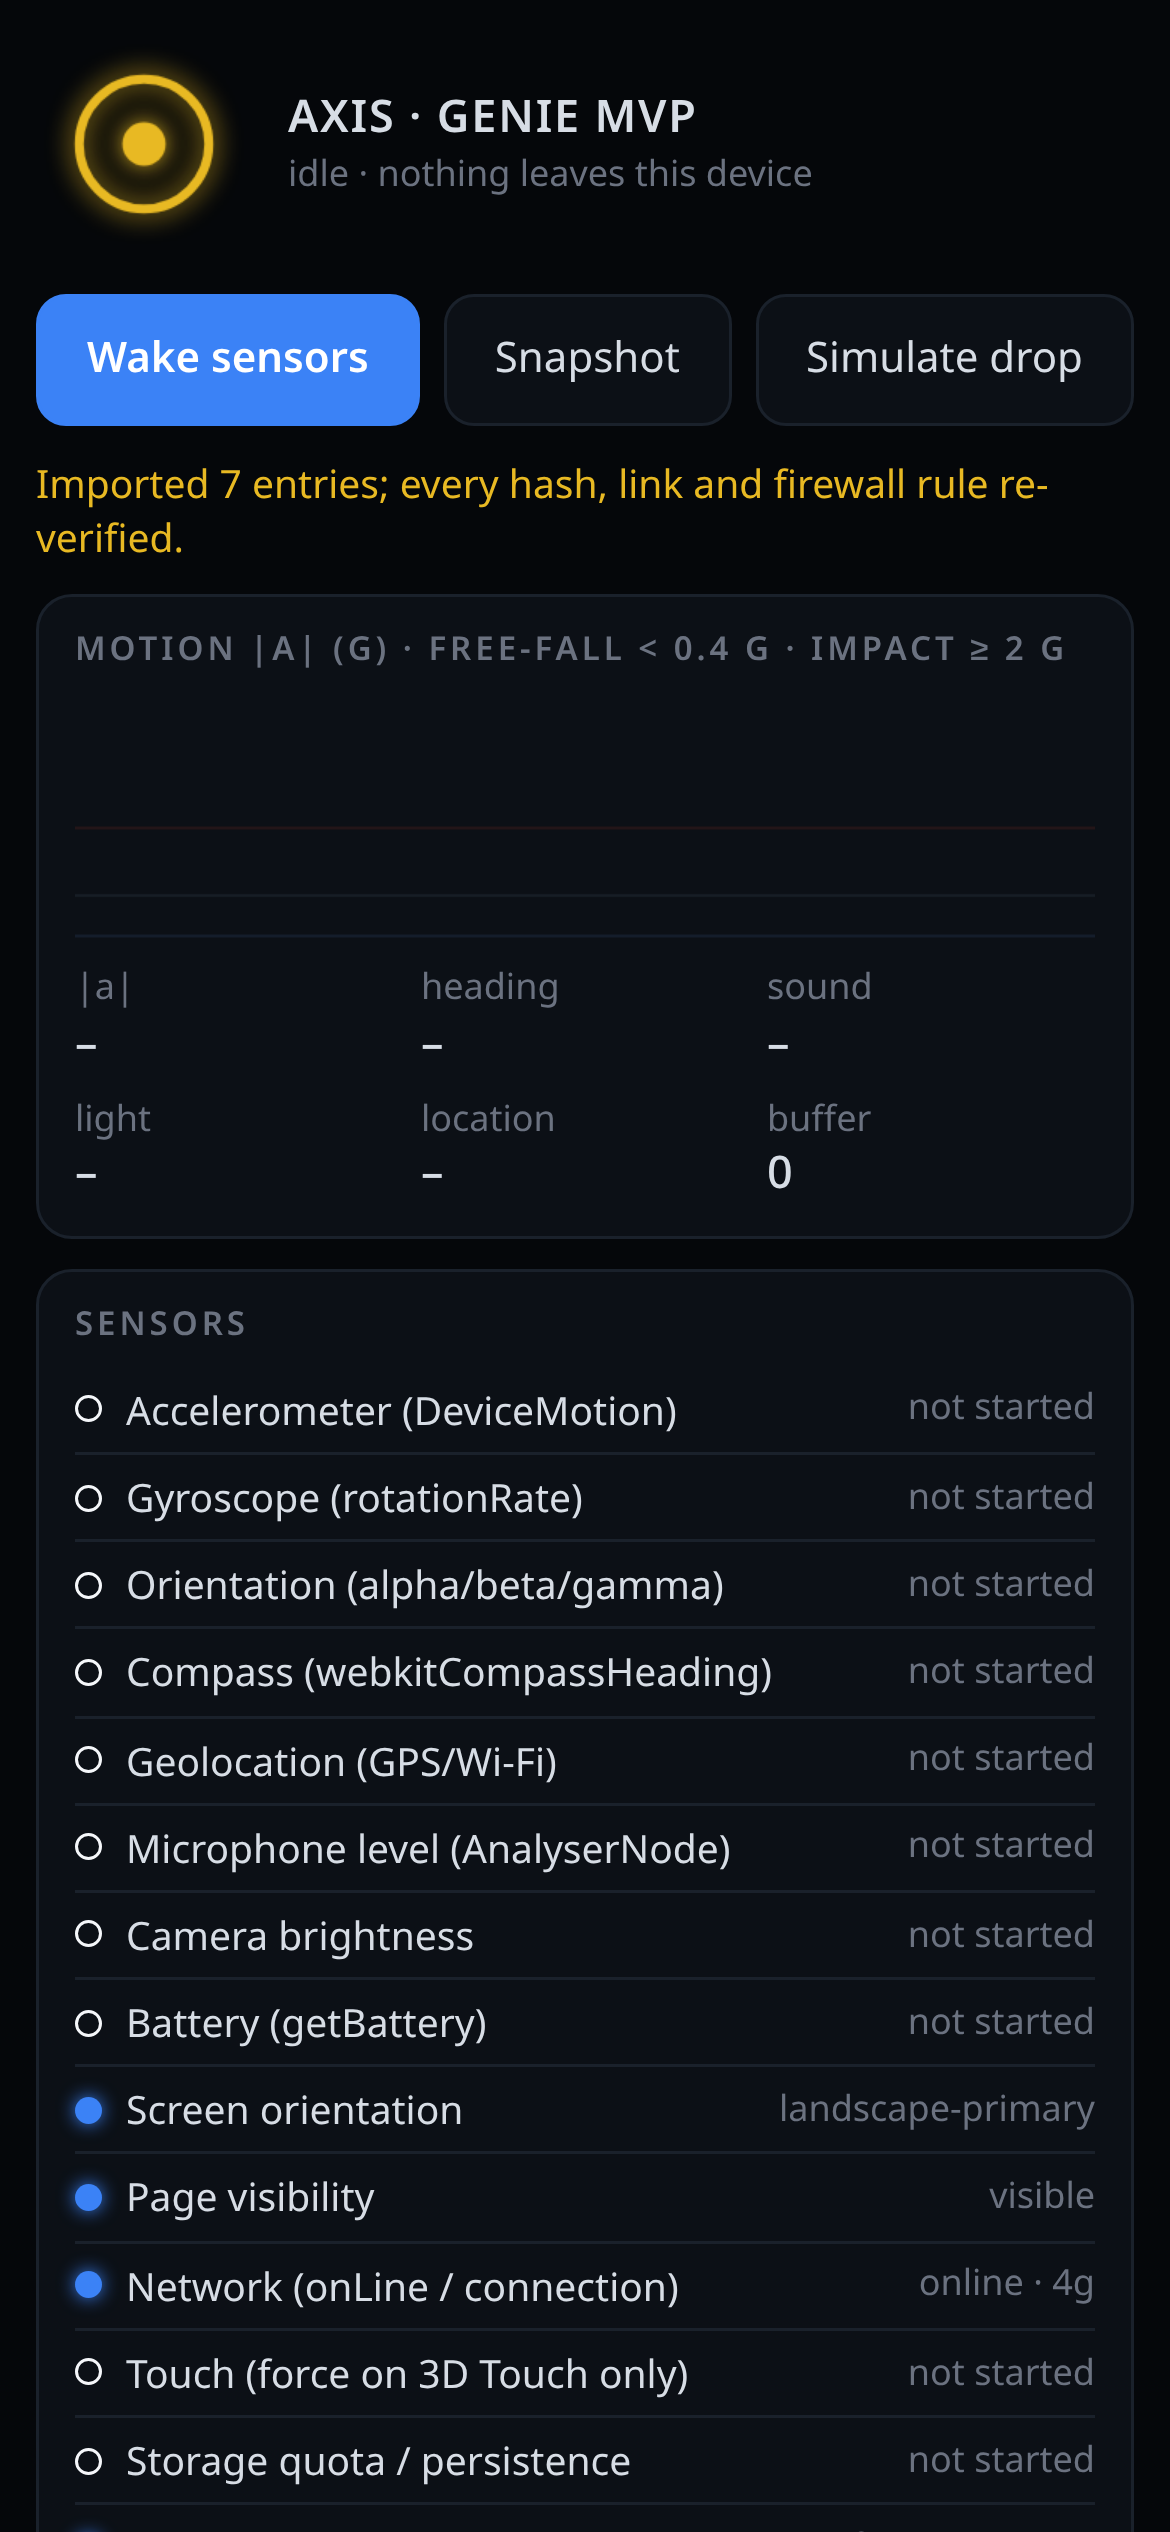 AXIS · GENIE MVP
idle · nothing leaves this device
Wake sensors
Snapshot
Simulate drop
Imported 7 entries; every hash, link and firewall rule re-
verified.
MOTION |A| (G) · FREE-FALL < 0.4 G · IMPACT ≥ 2 G
|a| heading sound
– – –
light location buffer
– – 0
SENSORS
Accelerometer (DeviceMotion) not started
Gyroscope (rotationRate) not started
Orientation (alpha/beta/gamma) not started
Compass (webkitCompassHeading) not started
Geolocation (GPS/Wi-Fi) not started
Microphone level (AnalyserNode) not started
Camera brightness not started
Battery (getBattery) not started
Screen orientation landscape-primary
Page visibility visible
Network (onLine / connection) online · 4g
Touch (force on 3D Touch only) not started
Storage quota / persistence not started